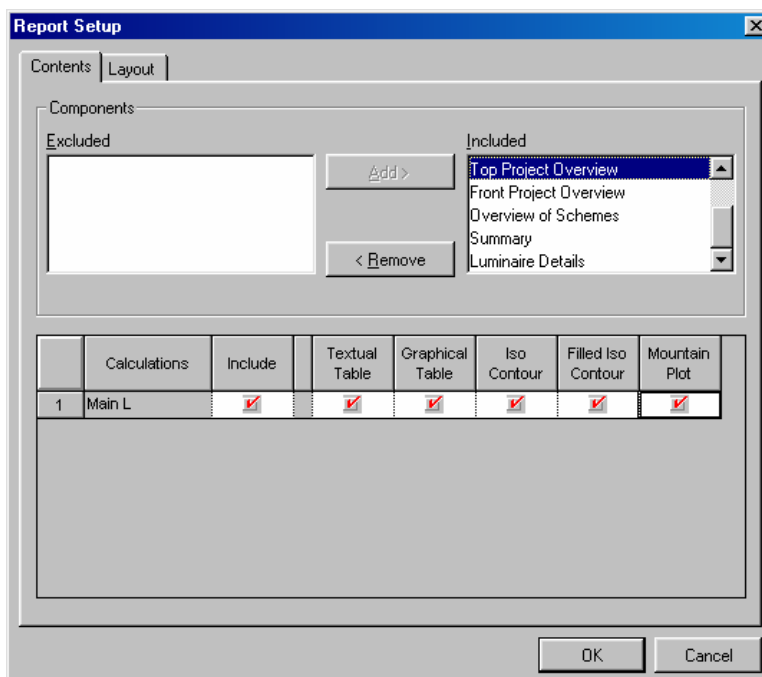 Report Setup
Contents Layout
Components
Excluded Included
Add >
< Remove
Top Project Overview
Front Project Overview
Overview of Schemes
Summary
Luminaire Details
Calculations Include Textual Table Graphical Table Iso Contour Filled Iso Contour Mountain Plot
1 Main L
OK Cancel